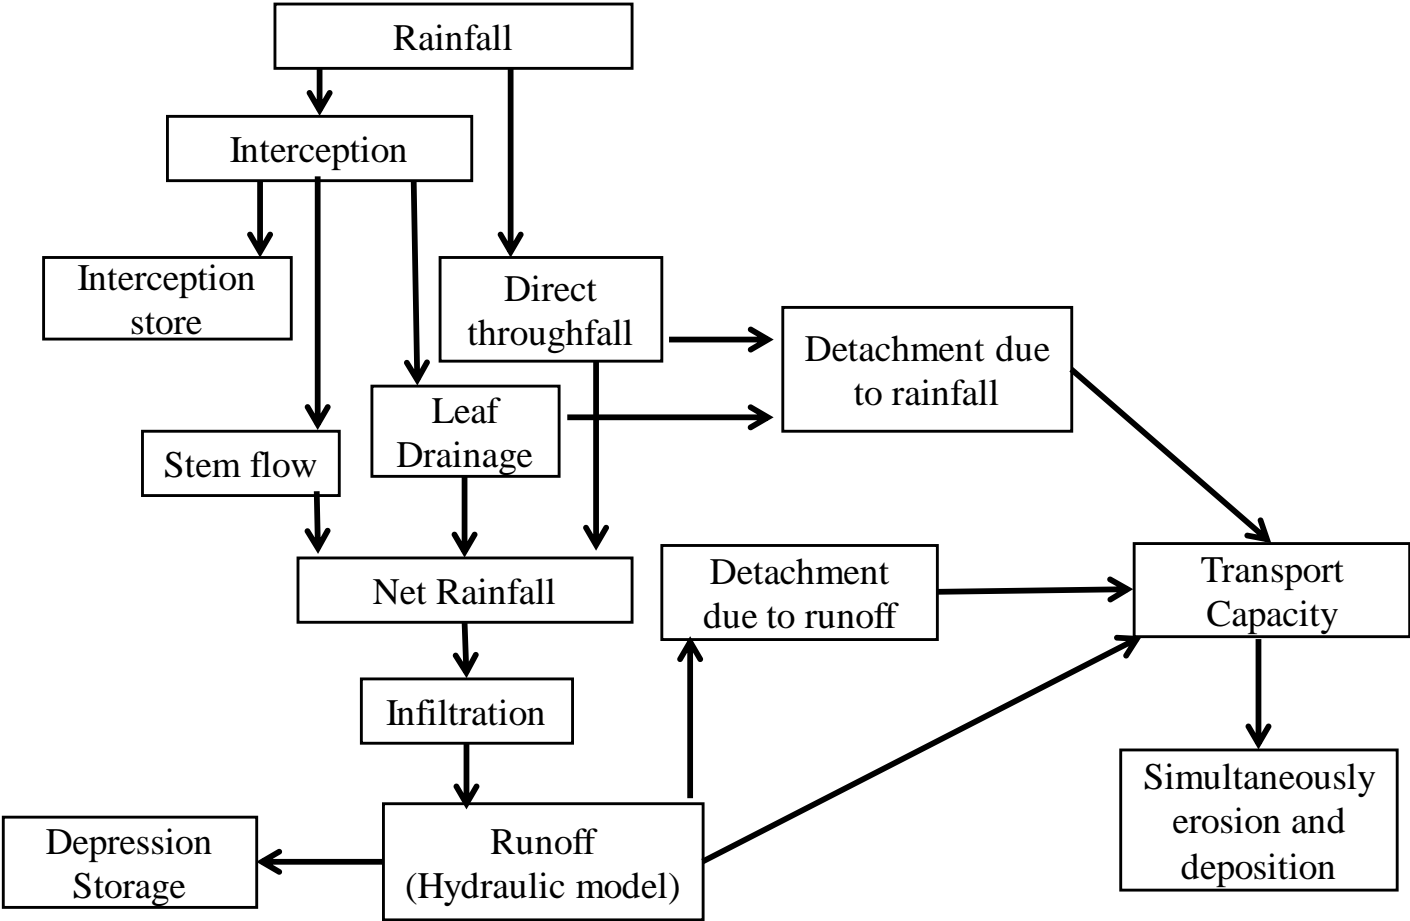 Rainfall
Interception
Interception
store
Direct
throughfall
Detachment due
to rainfall
Leaf
Drainage
Stem flow
Net Rainfall
Detachment
due to runoff
Transport
Capacity
Infiltration
Simultaneously
erosion and
deposition
Depression
Storage
Runoff
(Hydraulic model)